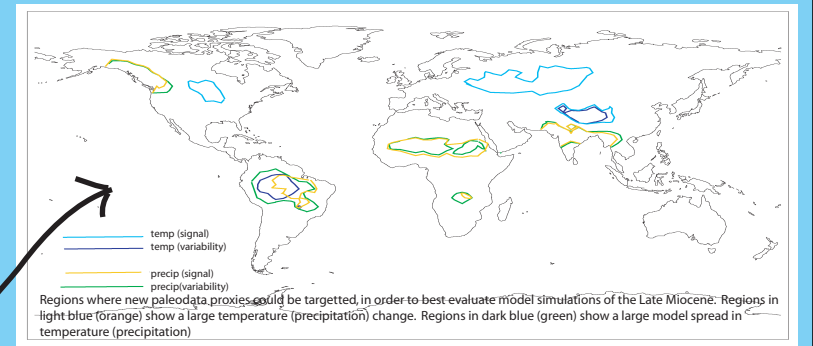 temp (signal)
temp (variability)
precip (signal)
precip(variability)
Regions where new paleodata proxies could be targetted, in order to best evaluate model simulations of the Late Miocene. Regions in
light blue (orange) show a large temperature (precipitation) change. Regions in dark blue (green) show a large model spread in
temperature (precipitation)